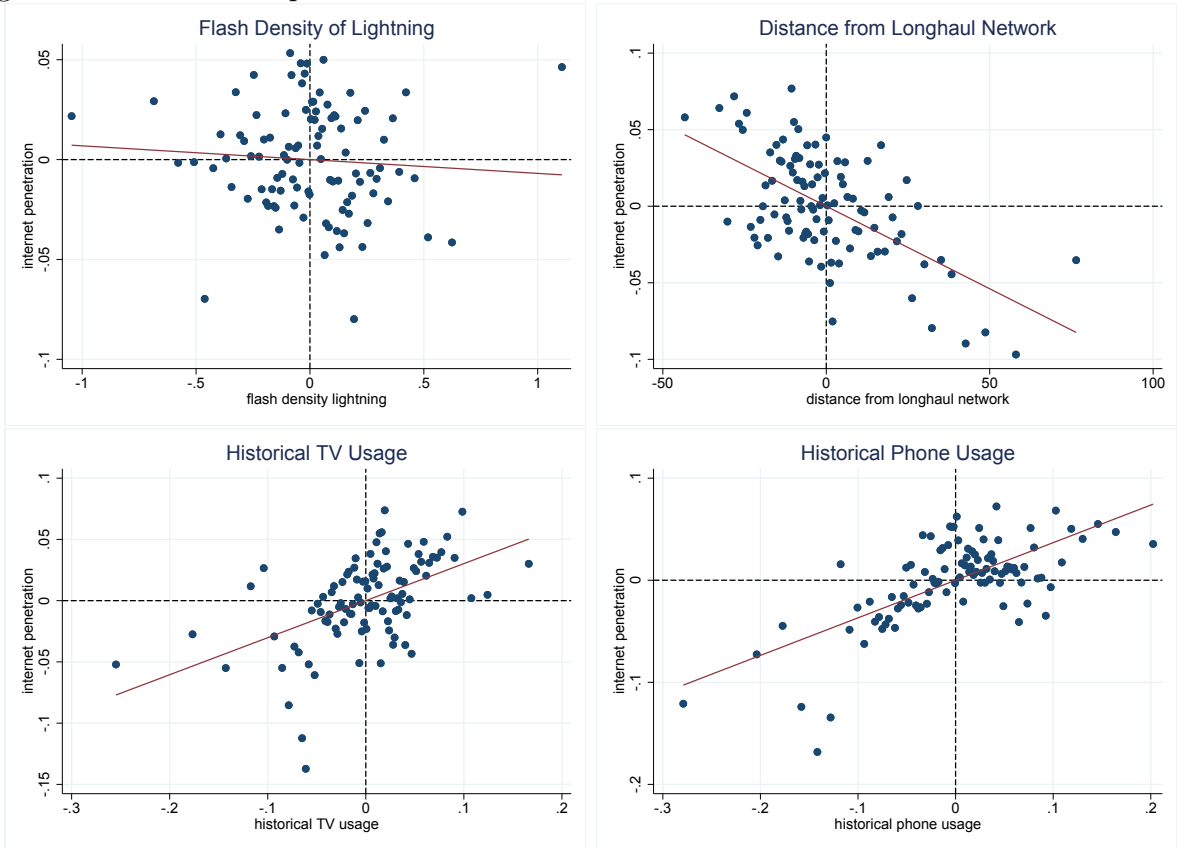 Flash Density of Lightning
internet penetration
.05
0
-.05
-.1
-1 -.5 0 .5 1
flash density lightning
Distance from Longhaul Network
internet penetration
.1
.05
0
-.05
-.1
-50 0 50 100
distance from longhaul network
Historical TV Usage
internet penetration
.1
.05
0
-.05
-.1
-.15
-.3 -.2 -.1 0 .1 .2
historical TV usage
Historical Phone Usage
internet penetration
.1
0
-.1
-.2
-.3 -.2 -.1 0 .1 .2
historical phone usage